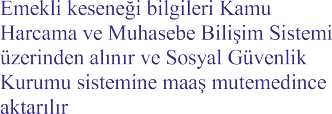 Emekli keseneği bilgileri Kamu
Harcama ve Muhasebe Bilişim Sistemi
üzerinden alınır ve Sosyal Güvenlik
Kurumu sistemine maaş mutemedince
aktarılır